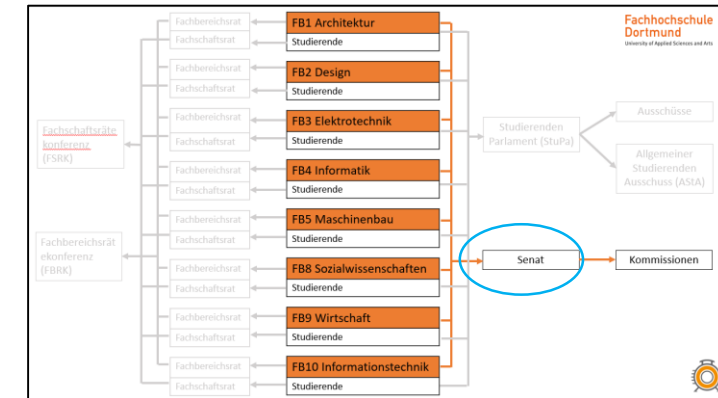 Fachhochschule
Dortmund
University of Applied Sciences and Arts
Fachbereichsrat
Fachschaftsrat
FB1 Architektur
Studierende
Fachbereichsrat
Fachschaftsrat
FB2 Design
Studierende
Fachbereichsrat
Fachschaftsrat
FB3 Elektrotechnik
Studierende
Fachbereichsrat
Fachschaftsrat
FB4 Informatik
Studierende
Fachbereichsrat
Fachschaftsrat
FB5 Maschinenbau
Studierende
Fachbereichsrat
Fachschaftsrat
FB8 Sozialwissenschaften
Studierende
Fachbereichsrat
Fachschaftsrat
FB9 Wirtschaft
Studierende
Fachbereichsrat
Fachschaftsrat
FB10 Informationstechnik
Studierende
Fachschaftsräte
konferenz
(FSRK)
Fachbereichsrät
ekonferenz
(FBRK)
Studierenden
Parlament (StuPa)
Ausschüsse
Allgemeiner
Studierenden
Ausschuss (AStA)
Senat
Kommissionen